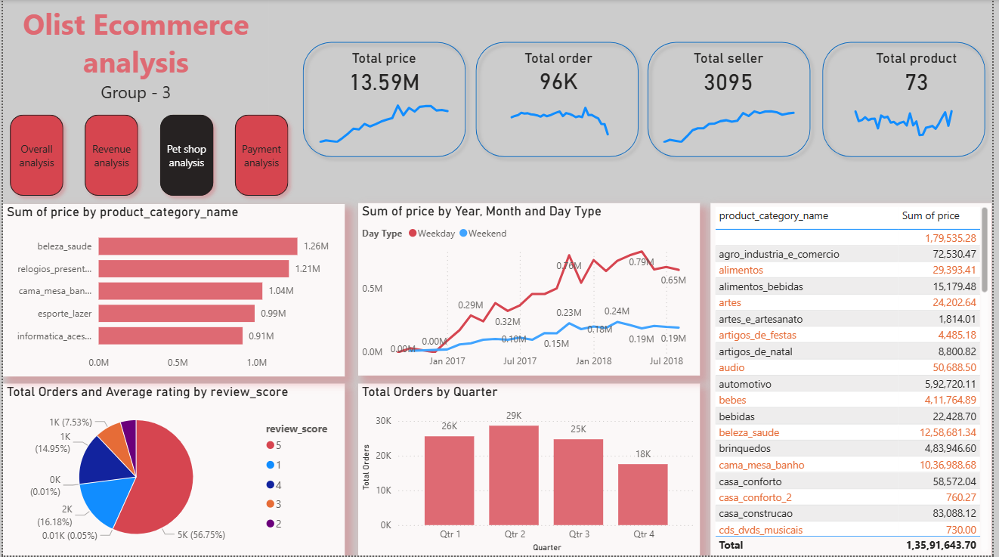 Olist Ecommerce
analysis
Group - 3
Overall
analysis
Revenue
analysis
Pet shop
analysis
Payment
analysis
Total price
13.59M
Total order
96K
Total seller
3095
Total product
73
Sum of price by product_category_name
beleza_saude 1.26M
relogios_present... 1.21M
cama_mesa_ban... 1.04M
esporte_lazer 0.99M
informatica_aces... 0.91M
0.0M 0.5M 1.0M
Sum of price by Year, Month and Day Type
Day Type Weekday Weekend
0.76M 0.79M
0.5M 0.65M
0.29M 0.23M 0.24M
0.32M
0.00M 0.10M 0.15M 0.18M 0.19M 0.19M
0.0M 0.00M
Jan 2017 Jul 2017 Jan 2018 Jul 2018
product_category_name Sum of price
1,79,535.28
agro_industria_e_comercio 72,530.47
alimentos 29,393.41
alimentos_bebidas 15,179.48
artes 24,202.64
artes_e_artesanato 1,814.01
artigos_de_festas 4,485.18
artigos_de_natal 8,800.82
audio 50,688.50
automotivo 5,92,720.11
bebes 4,11,764.89
bebidas 22,428.70
beleza_saude 12,58,681.34
brinquedos 4,83,946.60
cama_mesa_banho 10,36,988.68
casa_conforto 58,572.04
casa_conforto_2 760.27
casa_construcao 83,088.12
cds_dvds_musicais 730.00
Total 1,35,91,643.70
Total Orders and Average rating by review_score
1K (7.53%)
1K
(14.95%)
0K
(0.01%)
2K
(16.18%)
0.01K (0.05%)
5K (56.75%)
review_score
5
1
4
3
2
Total Orders by Quarter
Total Orders
30K
20K
10K
0K
26K 29K 25K 18K
Qtr 1 Qtr 2 Qtr 3 Qtr 4
Quarter